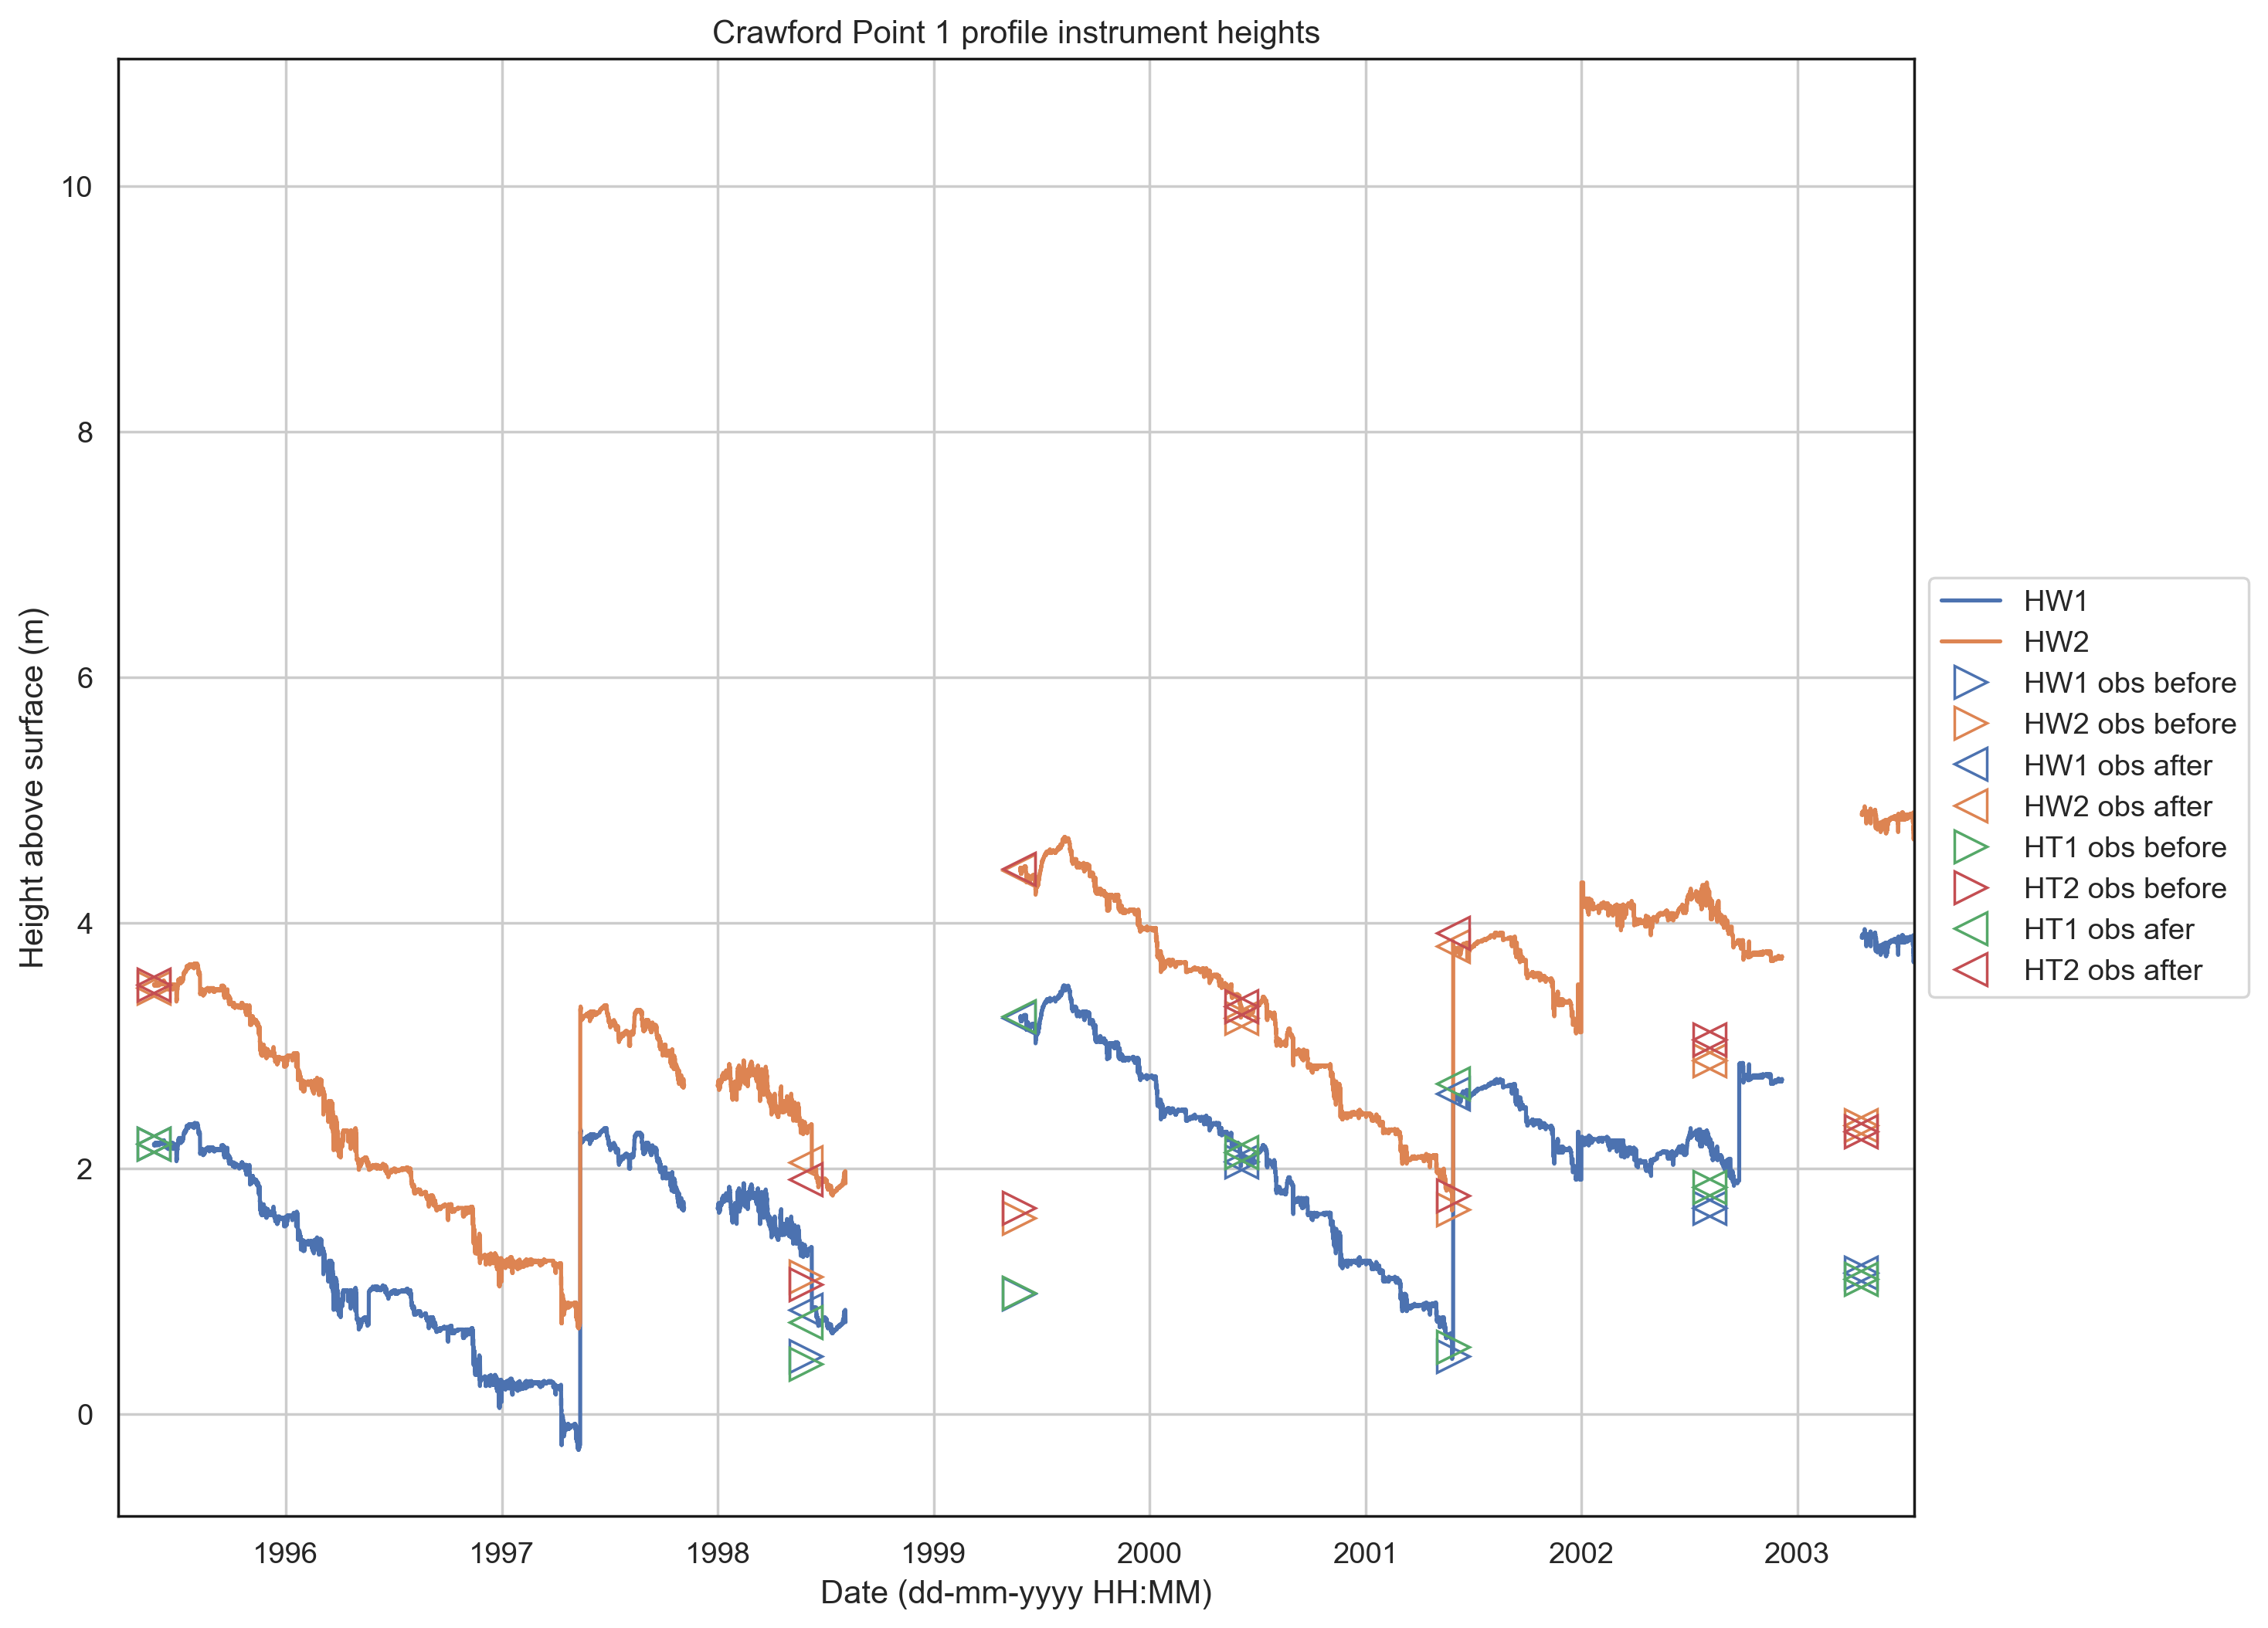 Crawford Point 1 profile instrument heights
Height above surface (m)
10
8
6
4
2
0
1996
1997
1998
1999
2000
2001
2002
2003
Date (dd-mm-yyyy HH:MM)
HW1
HW2
HW1 obs before
HW2 obs before
HW1 obs after
HW2 obs after
HT1 obs before
HT2 obs before
HT1 obs afer
HT2 obs after